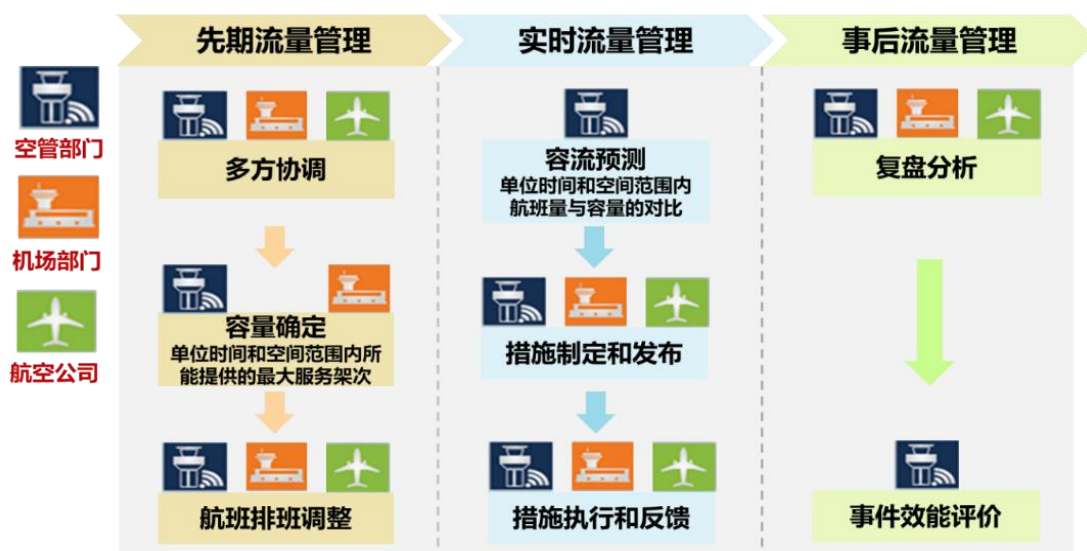 先期流量管理
实时流量管理
事后流量管理
空管部门
机场部门
航空公司
多方协调
容量确定
单位时间和空间范围内所
能提供的最大服务架次
航班排班调整
容流预测
单位时间和空间范围内
航班量与容量的对比
措施制定和发布
措施执行和反馈
复盘分析
事件效能评价